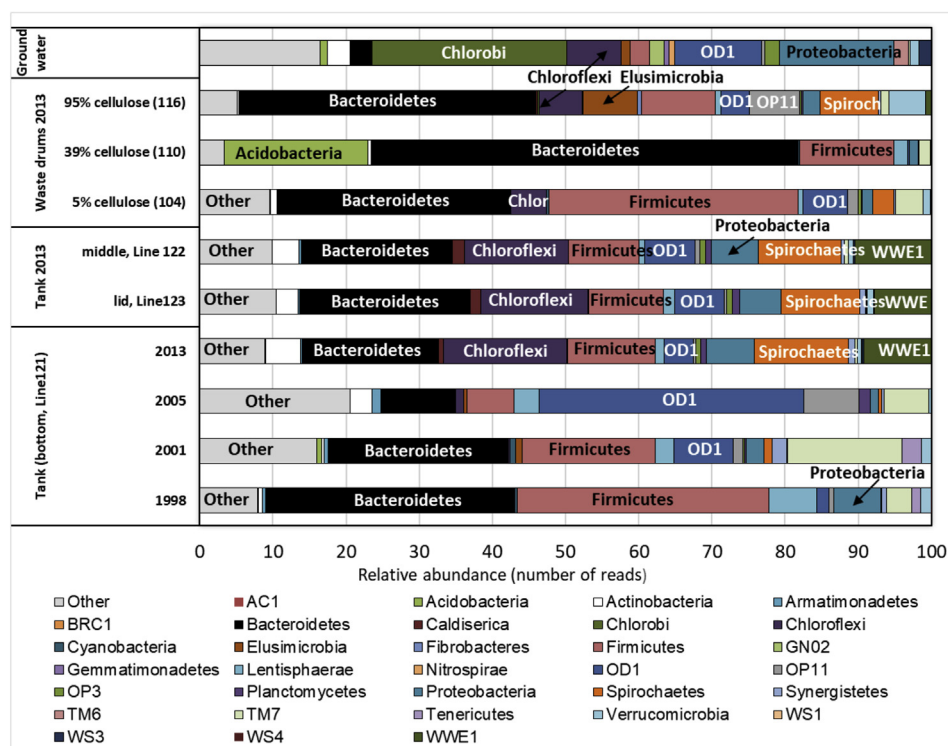 Ground water
Chlorobi
OD1
Proteobacteria
Chloroflexi
Elusimicrobia
Waste drums 2013
95% cellulose (116)
Bacteroidetes
OD1
OP11
Spiroch
39% cellulose (110)
Acidobacteria
Bacteroidetes
Firmicutes
5% cellulose (104)
Other
Bacteroidetes
Chlor
Firmicutes
OD1
Proteobacteria
Tank 2013
middle, Line 122
Other
Bacteroidetes
Chloroflexi
Firmicutes
OD1
Spirochaetes
WWE1
lid, Line123
Other
Bacteroidetes
Chloroflexi
Firmicutes
OD1
Spirochaetes
WWE
Tank (bottom, Line121)
2013
Other
Bacteroidetes
Chloroflexi
Firmicutes
OD1
Spirochaetes
WWE1
2005
Other
OD1
2001
Other
Bacteroidetes
Firmicutes
OD1
Proteobacteria
1998
Other
Bacteroidetes
Firmicutes
0 10 20 30 40 50 60 70 80 90 100
Relative abundance (number of reads)
Other AC1 Acidobacteria Actinobacteria Armatimonadetes
BRC1 Bacteroidetes Caldiserica Chlorobi Chloroflexi
Cyanobacteria Elusimicrobia Fibrobacteres Firmicutes GN02
Gemmatimonadetes Lentisphaerae Nitrospirae OD1 OP11
OP3 Planctomycetes Proteobacteria Spirochaetes Synergistetes
TM6 TM7 Tenericutes Verrucomicrobia WS1
WS3 WS4 WWE1